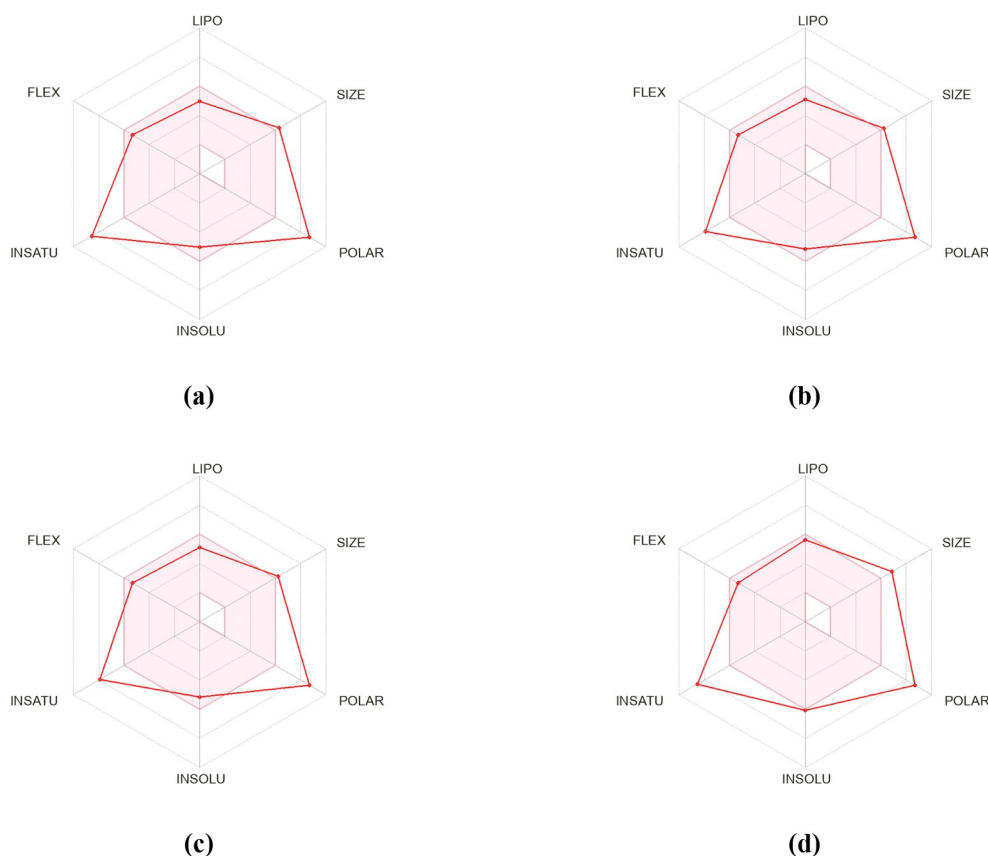 LIPO LIPO
FLEX SIZE FLEX SIZE
INSATU POLAR INSATU POLAR
INSOLU INSOLU
(a) (b)
LIPO LIPO
FLEX SIZE FLEX SIZE
INSATU POLAR INSATU POLAR
INSOLU INSOLU
(c) (d)